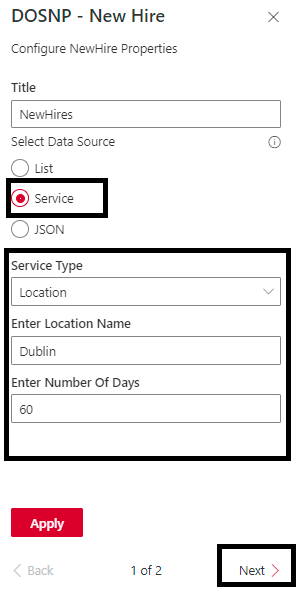 DOSNP - New Hire
Configure NewHire Properties
Title
NewHires
Select Data Source
List
Service
JSON
Service Type
Location
Enter Location Name
Dublin
Enter Number Of Days
60
Apply
Back 1 of 2 Next